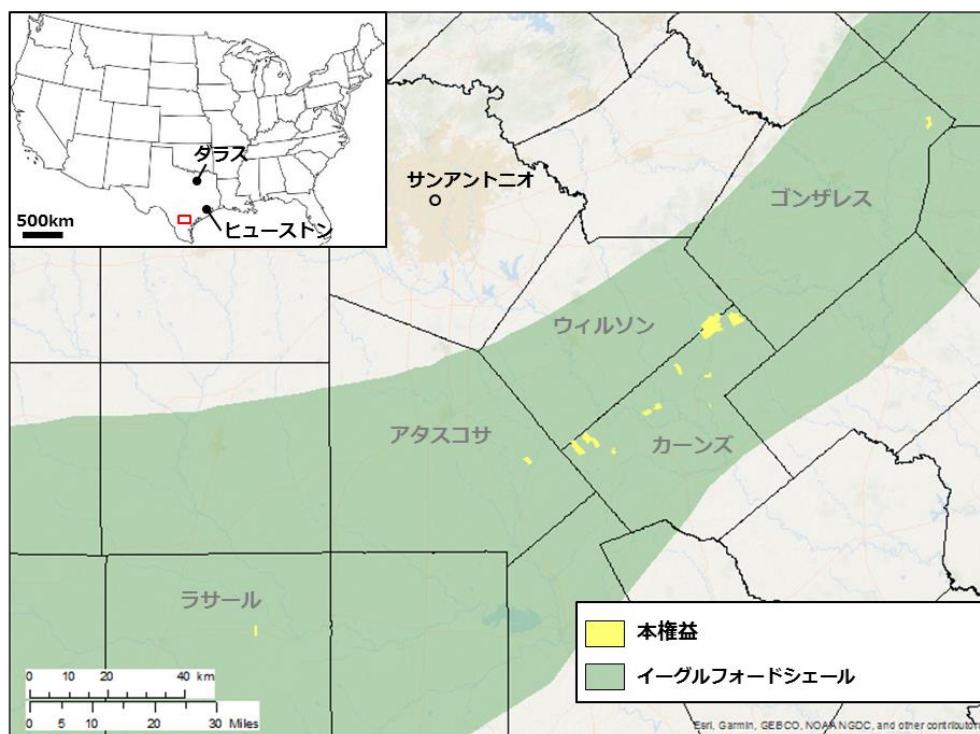 ダラス
500km
ヒューストン
サンアントニオ
ゴンザレス
ウィルソン
アタスコサ
カーンズ
ラサール
本権益
イーグルフォードシェール
0 10 20 40 km
0 5 10 20 30 Miles
Esri, Garmin, GEBCO, NOAA NGDC, and other contributors